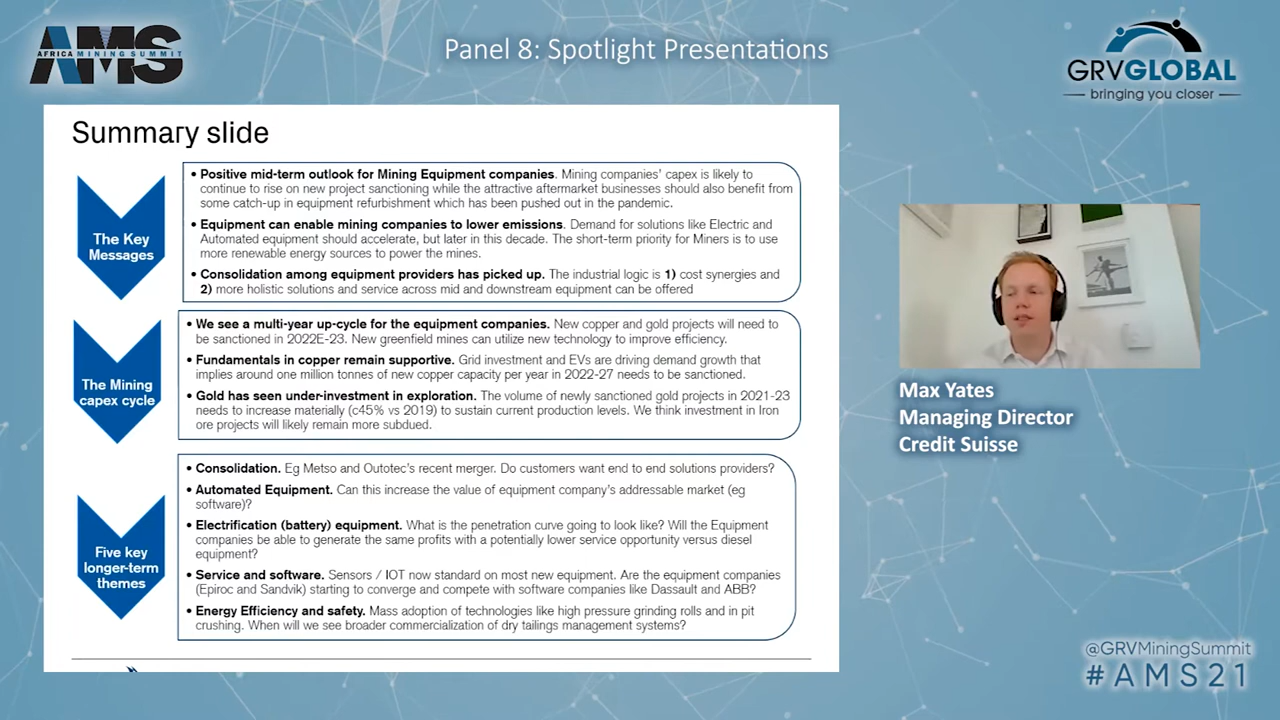 AMS
AFRICA MINING SUMMIT
Panel 8: Spotlight Presentations
GRVGLOBAL
bringing you closer
Summary slide
The Key
Messages
• Positive mid-term outlook for Mining Equipment companies. Mining companies' capex is likely to
continue to rise on new project sanctioning while the attractive aftermarket businesses should also benefit from
some catch-up in equipment refurbishment which has been pushed out in the pandemic.
• Equipment can enable mining companies to lower emissions. Demand for solutions like Electric and
Automated equipment should accelerate, but later in this decade. The short-term priority for Miners is to use
more renewable energy sources to power the mines.
• Consolidation among equipment providers has picked up. The industrial logic is 1) cost synergies and
2) more holistic solutions and service across mid and downstream equipment can be offered
The Mining
capex cycle
• We see a multi-year up-cycle for the equipment companies. New copper and gold projects will need to
be sanctioned in 2022E-23. New greenfield mines can utilize new technology to improve efficiency.
• Fundamentals in copper remain supportive. Grid investment and EVs are driving demand growth that
implies around one million tonnes of new copper capacity per year in 2022-27 needs to be sanctioned.
• Gold has seen under-investment in exploration. The volume of newly sanctioned gold projects in 2021-23
needs to increase materially (c45% vs 2019) to sustain current production levels. We think investment in Iron
ore projects will likely remain more subdued.
Five key
longer-term
themes
• Consolidation. Eg Metso and Outotec's recent merger. Do customers want end to end solutions providers?
• Automated Equipment. Can this increase the value of equipment company's addressable market (eg
software)?
• Electrification (battery) equipment. What is the penetration curve going to look like? Will the Equipment
companies be able to generate the same profits with a potentially lower service opportunity versus diesel
equipment?
• Service and software. Sensors / IOT now standard on most new equipment. Are the equipment companies
(Epiroc and Sandvik) starting to converge and compete with software companies like Dassault and ABB?
• Energy Efficiency and safety. Mass adoption of technologies like high pressure grinding rolls and in pit
crushing. When will we see broader commercialization of dry tailings management systems?
Max Yates
Managing Director
Credit Suisse
@GRVMiningSummit
#AMS21